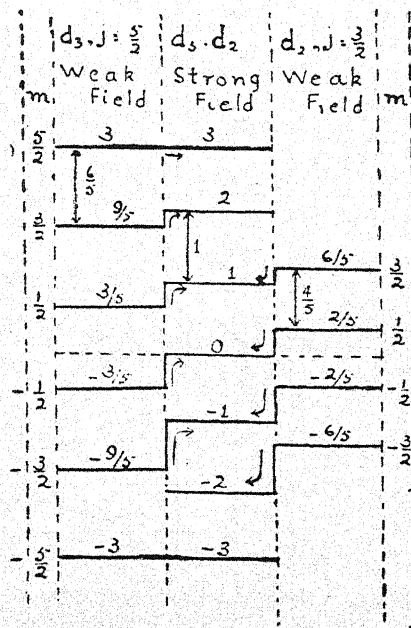 d₃, j = 5/2 d₃ . d₂ d₂, j = 3/2
Weak Strong Weak
m Field Field Field m
5/2 3 3
6/5
3/2 9/5 2
1
1/2 3/5 1 6/5 3/2
4/5
2/5 1/2
0
-1/2 -3/5 -2/5 -1/2
-1
-3/2 -9/5 -6/5 -3/2
-2
-5/2 -3 -3